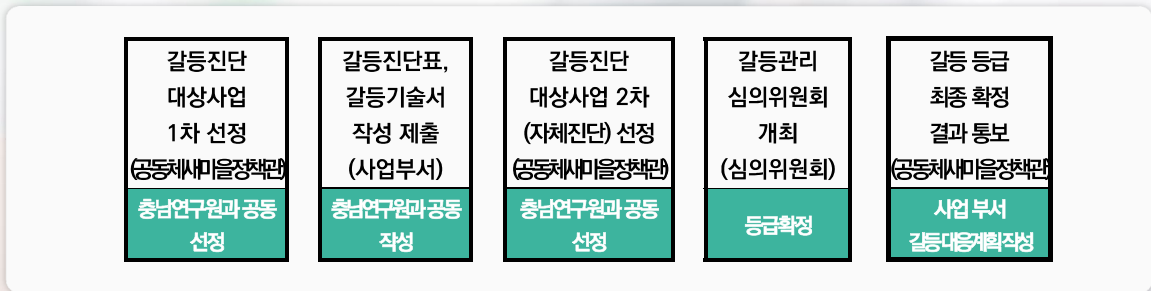 갈등진단
대상사업
1차 선정
(공동체새마을정책관)
충남연구원과 공동
선정
갈등진단표,
갈등기술서
작성 제출
(사업부서)
충남연구원과 공동
작성
갈등진단
대상사업 2차
(자체진단) 선정
(공동체새마을정책관)
충남연구원과 공동
선정
갈등관리
심의위원회
개최
(심의위원회)
등급확정
갈등 등급
최종 확정
결과 통보
(공동체새마을정책관)
사업 부서
갈등대응계획작성